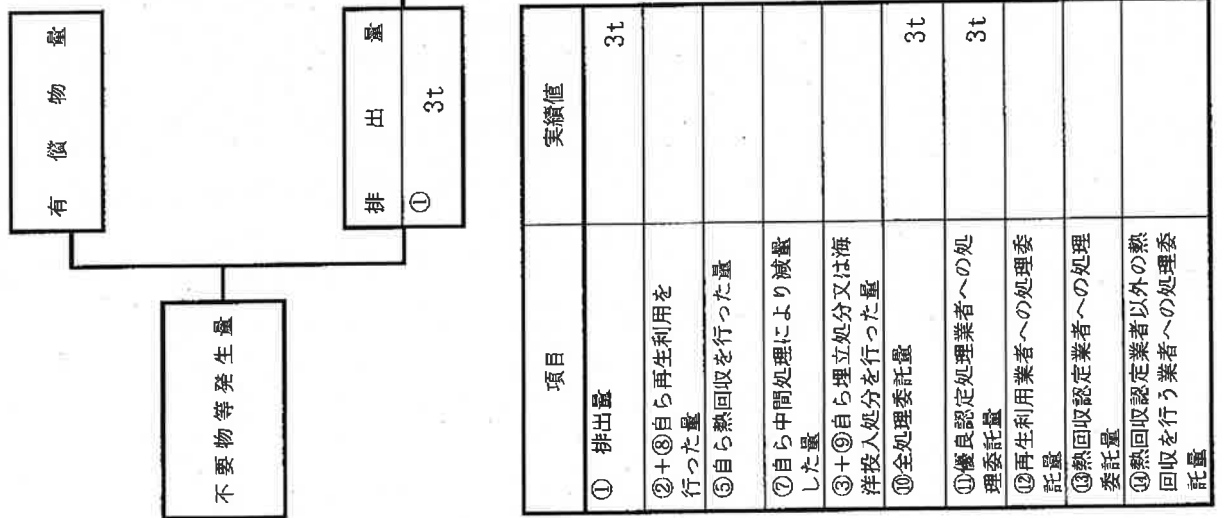 有償物量
不要物等発生量
排出量
①
3t
項目
実績値
① 排出量
3t
②+⑧自ら再生利用を
行った量
⑤自ら熱回収を行った量
⑦自ら中間処理により減量
した量
③+⑨自ら埋立処分又は海
洋投入処分を行った量
⑩全処理委託量
3t
⑪優良認定処理業者への処
理委託量
3t
⑫再生利用業者への処理委
託量
⑬熱回収認定業者への処理
委託量
⑭熱回収認定業者以外の熱
回収を行う業者への処理委
託量